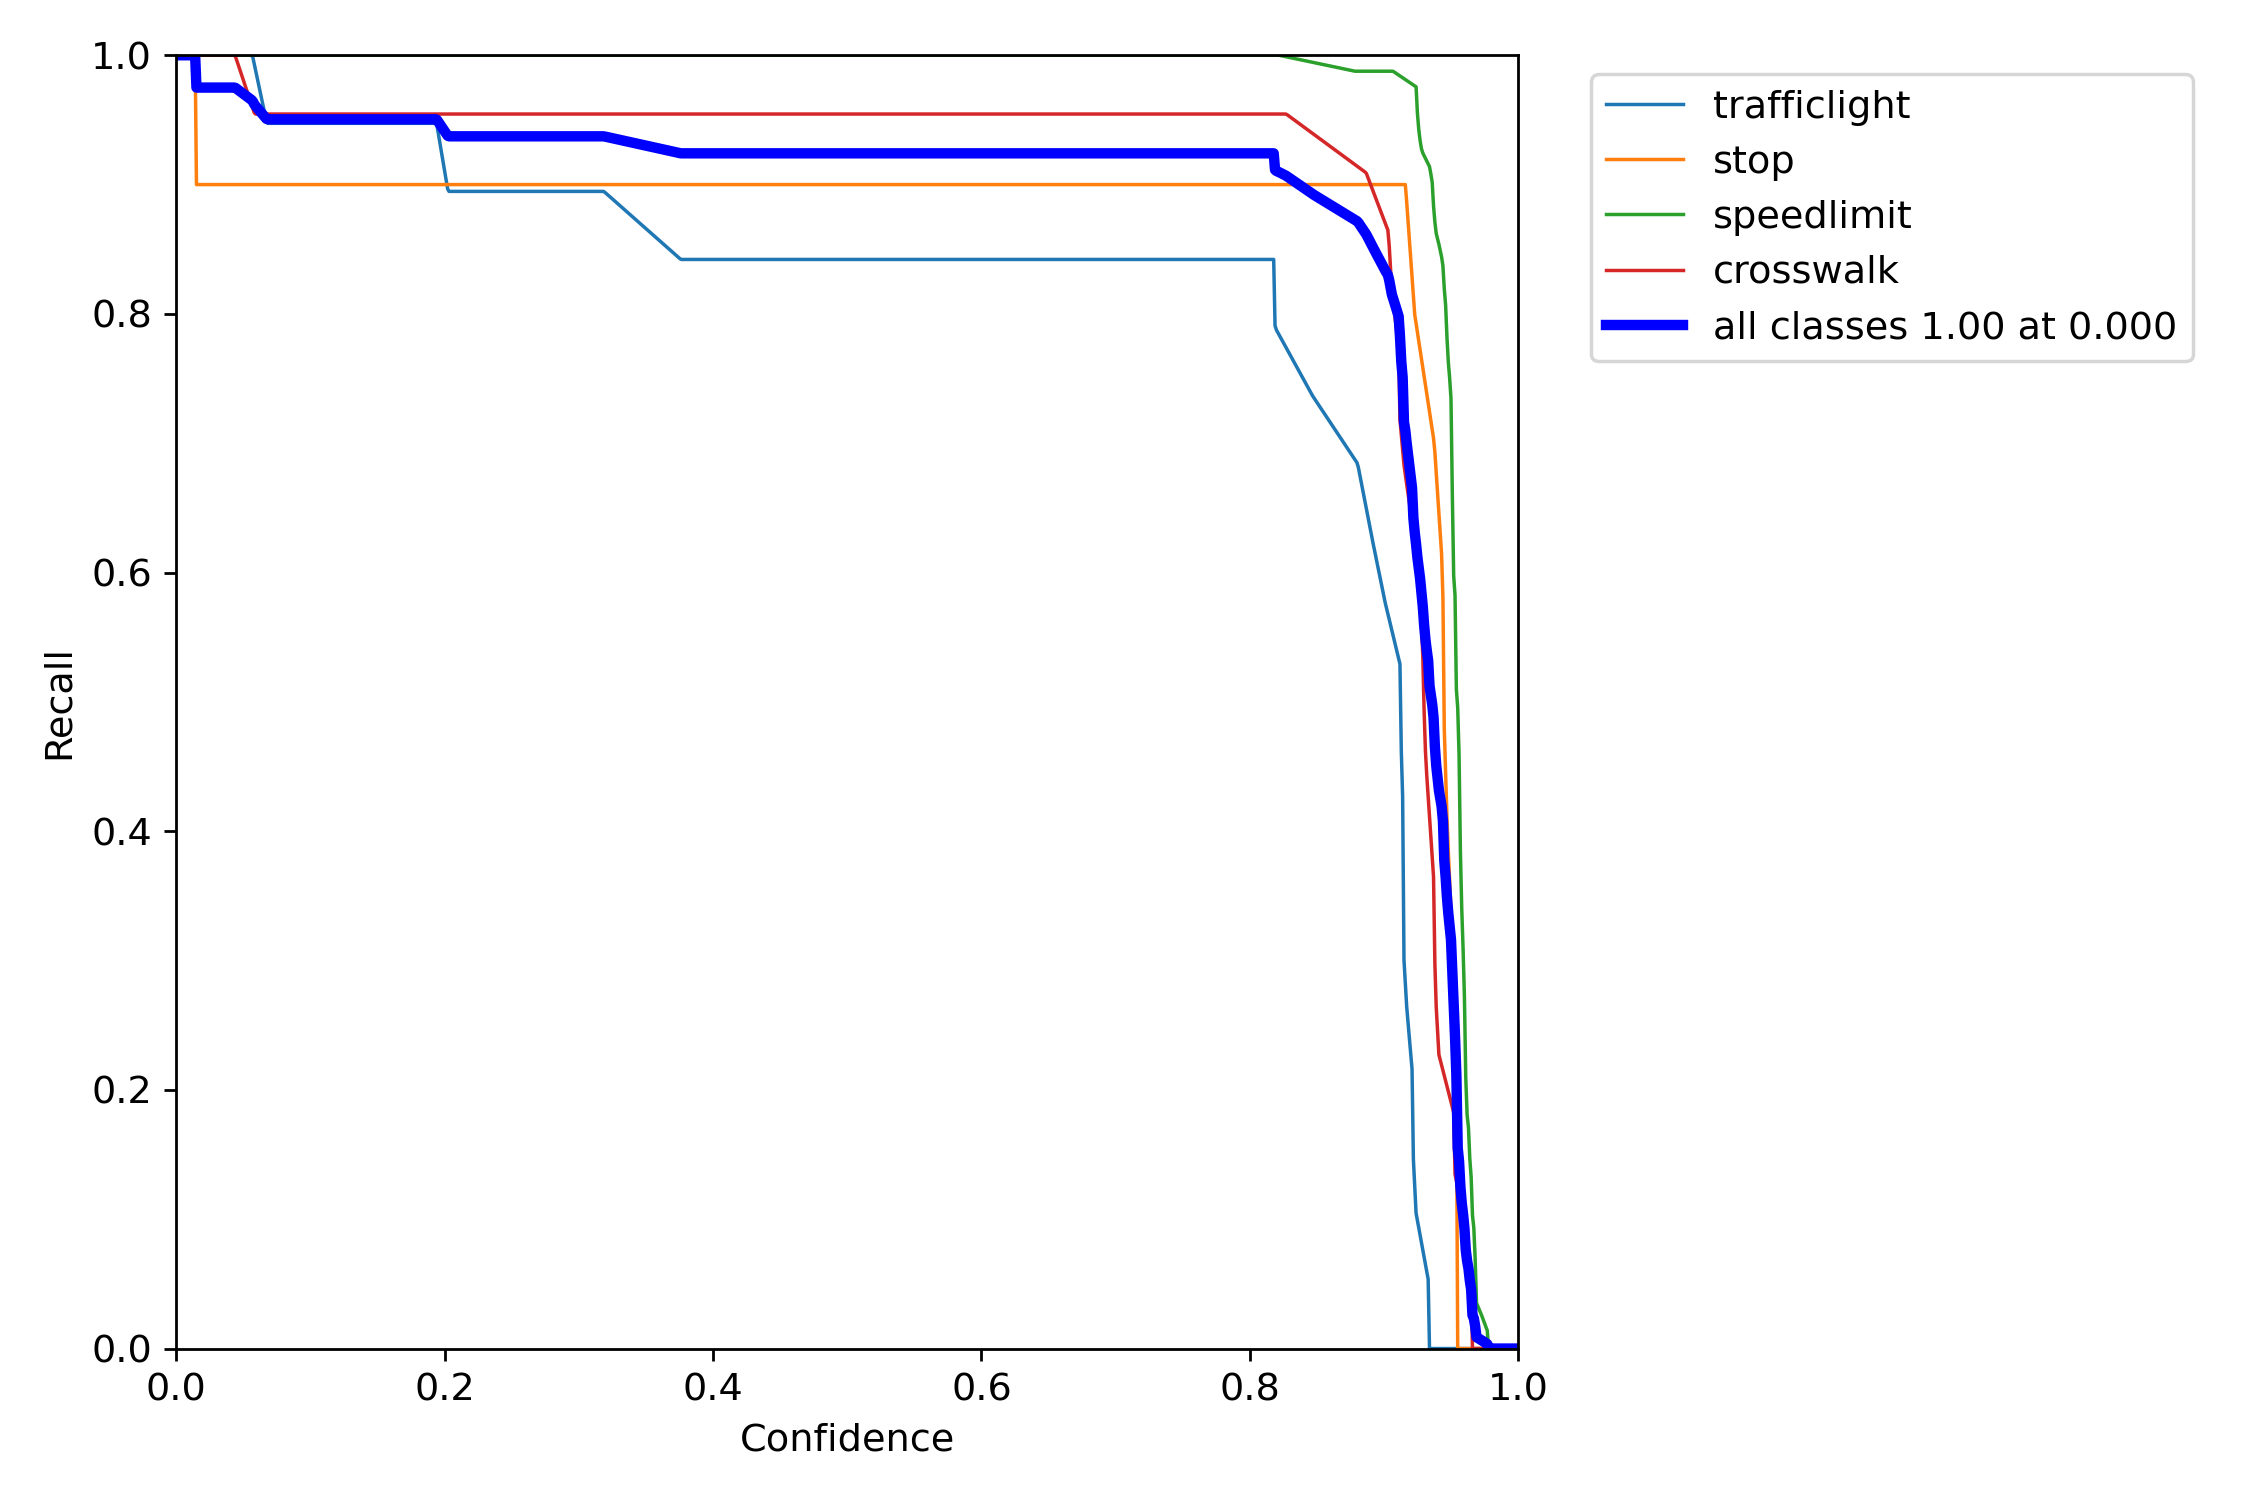 1.0
0.8
0.6
0.4
0.2
0.0
Recall
0.0 0.2 0.4 0.6 0.8 1.0
Confidence
trafficlight
stop
speedlimit
crosswalk
all classes 1.00 at 0.000